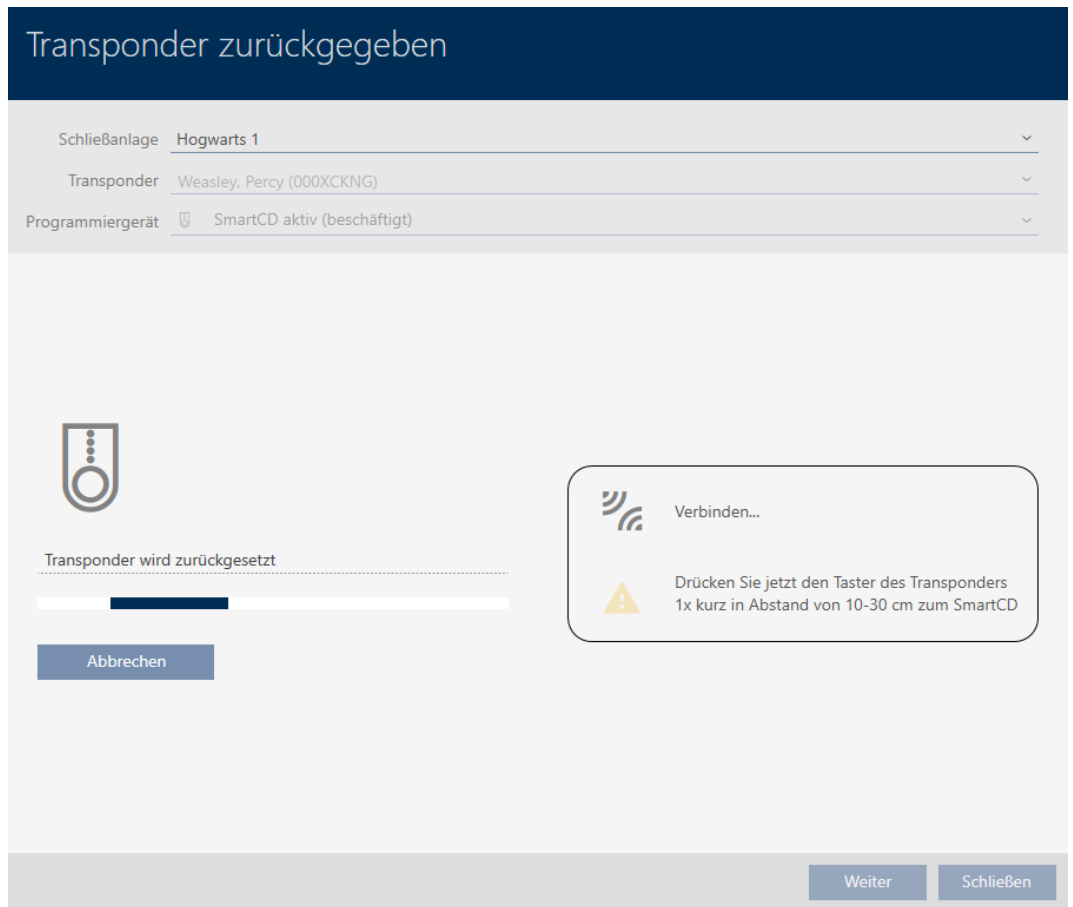 Transponder zurückgegeben
Schließanlage Hogwarts 1
Transponder Weasley, Percy (000XCKNG)
Programmiergerät SmartCD aktiv (beschäftigt)
Verbinden...
Transponder wird zurückgesetzt
Drücken Sie jetzt den Taster des Transponders
1x kurz in Abstand von 10-30 cm zum SmartCD
Abbrechen
Weiter Schließen